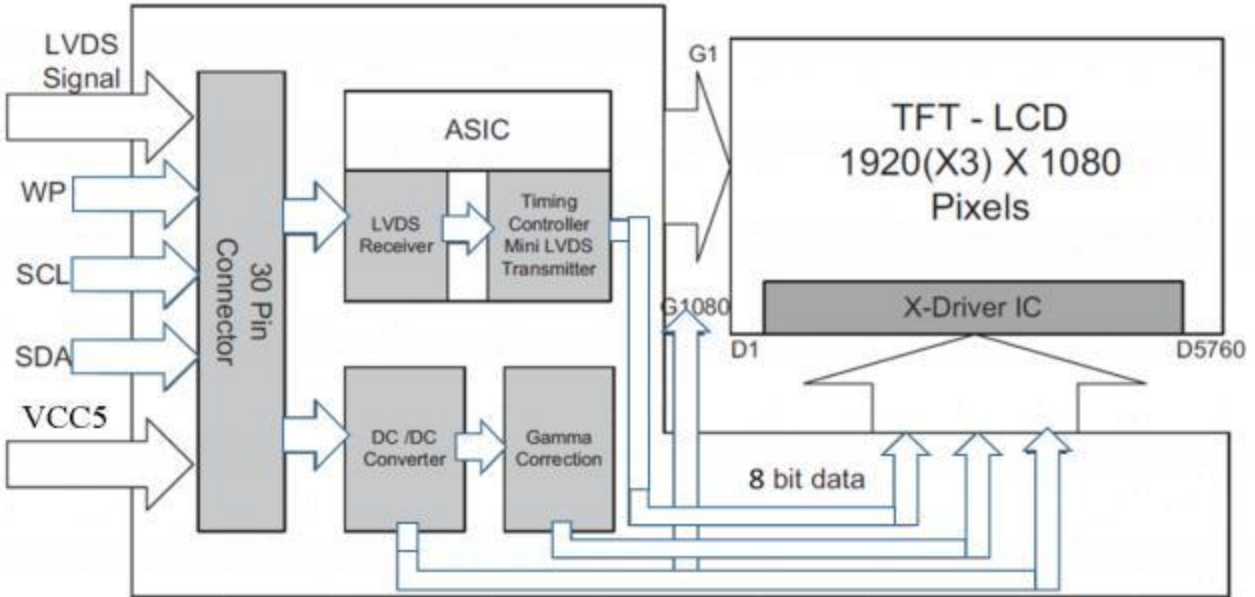 LVDS
Signal
WP
SCL
SDA
VCC5
30 Pin
Connector
ASIC
LVDS
Receiver
Timing
Controller
Mini LVDS
Transmitter
DC /DC
Converter
Gamma
Correction
G1
G1080
TFT - LCD
1920(X3) X 1080
Pixels
X-Driver IC
D1
D5760
8 bit data